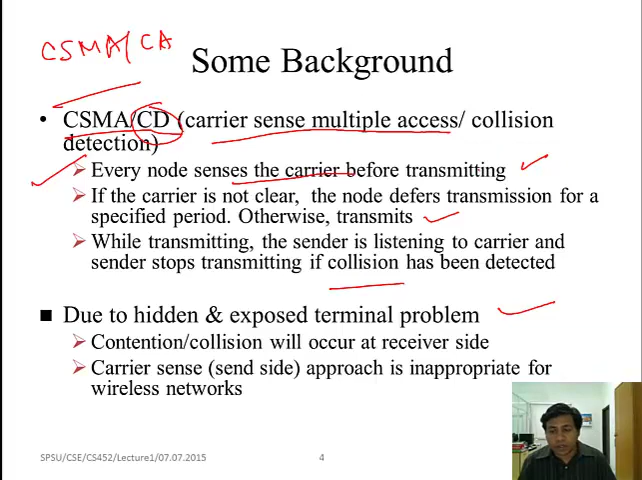 CSMA/CA
Some Background
• CSMA/CD (carrier sense multiple access/ collision
detection)
➢ Every node senses the carrier before transmitting
➢ If the carrier is not clear, the node defers transmission for a
specified period. Otherwise, transmits
➢ While transmitting, the sender is listening to carrier and
sender stops transmitting if collision has been detected
■ Due to hidden & exposed terminal problem
➢ Contention/collision will occur at receiver side
➢ Carrier sense (send side) approach is inappropriate for
wireless networks
SPSU/CSE/CS452/Lecture1/07.07.2015
4